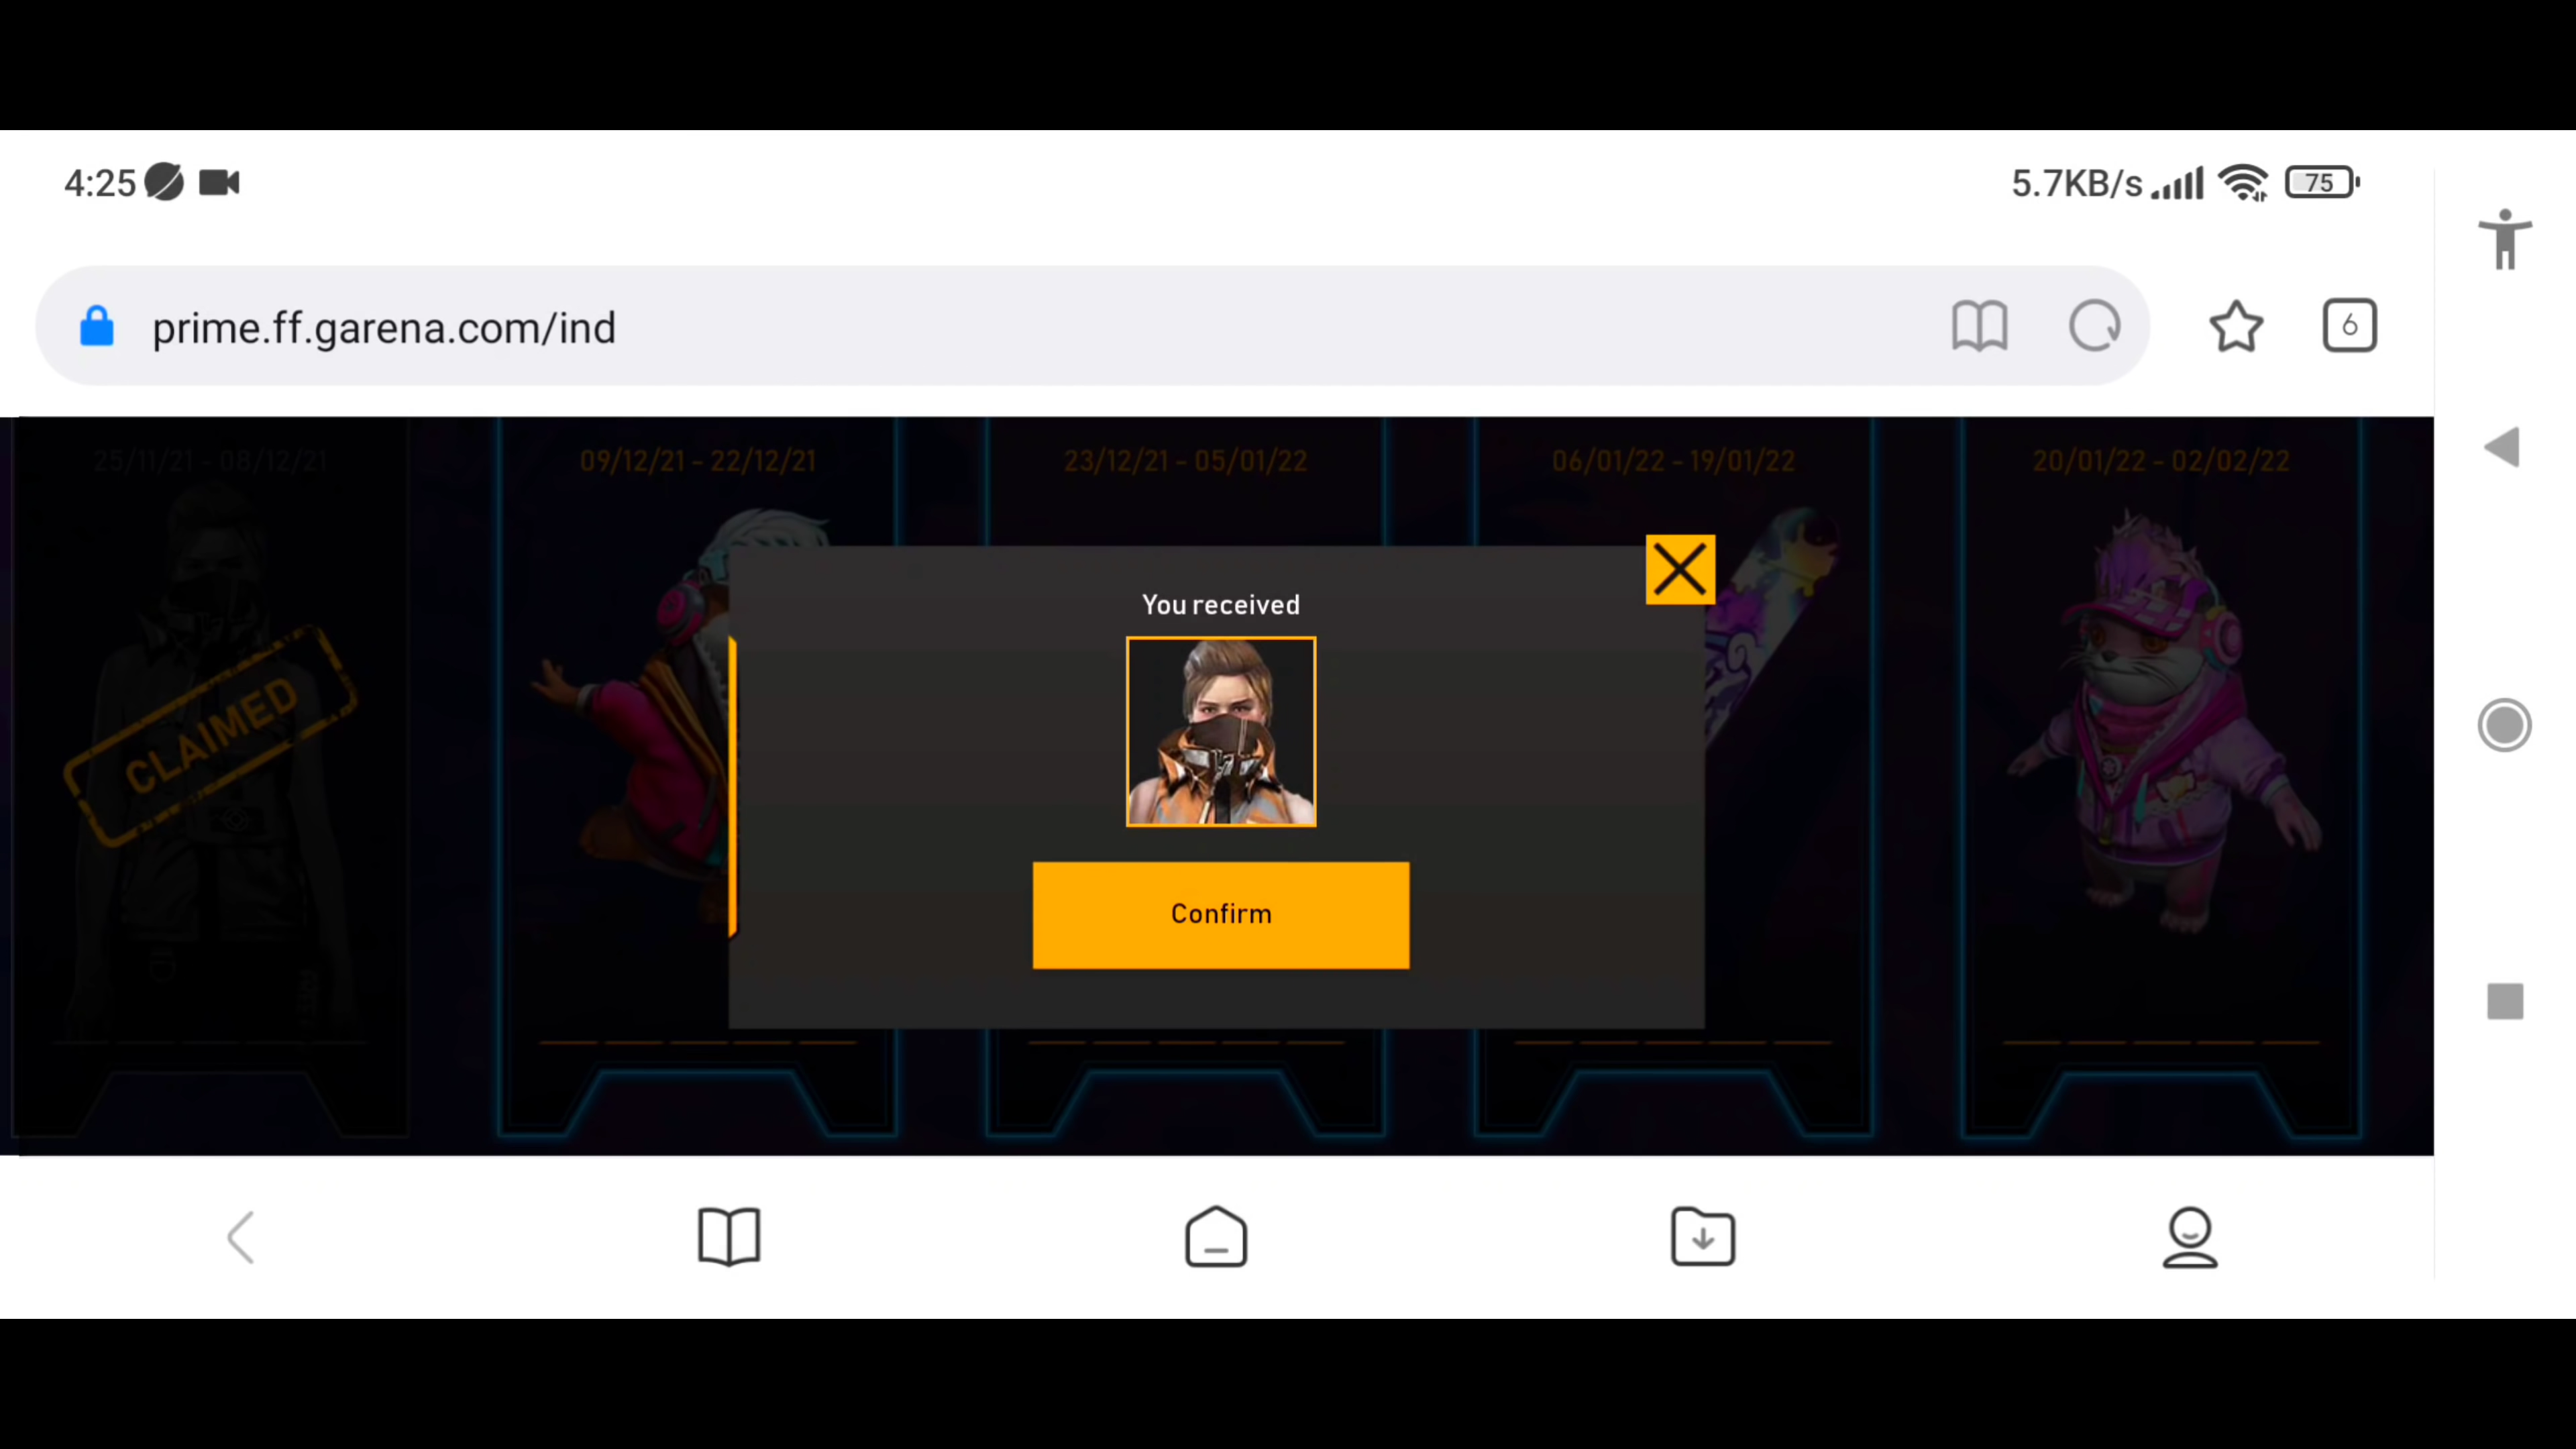 4:25 5.7KB/s 75
prime.ff.garena.com/ind 6
25/11/21 - 08/12/21 09/12/21 - 22/12/21 23/12/21 - 05/01/22 06/01/22 - 19/01/22 20/01/22 - 02/02/22
You received
CLAIMED
Confirm